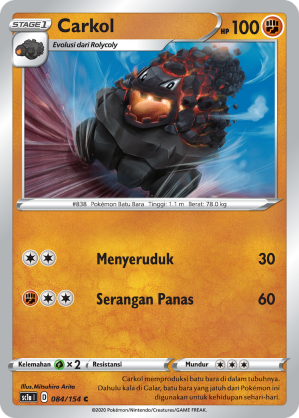 STAGE 1 Carkol HP 100
Evolusi dari Rolycoly
#838 Pokémon Batu Bara Tinggi: 1.1 m Berat: 78.0 kg
Menyeruduk 30
Serangan Panas 60
Kelemahan ×2 Resistansi Mundur
Ilus. Mitsuhiro Arita
Carkol memproduksi batu bara di dalam tubuhnya.
Dahulu kala di Galar, batu bara yang jatuh dari Pokémon ini
digunakan untuk kehidupan sehari-hari.
sc1a I D 084/154 C
©2020 Pokémon/Nintendo/Creatures/GAME FREAK.